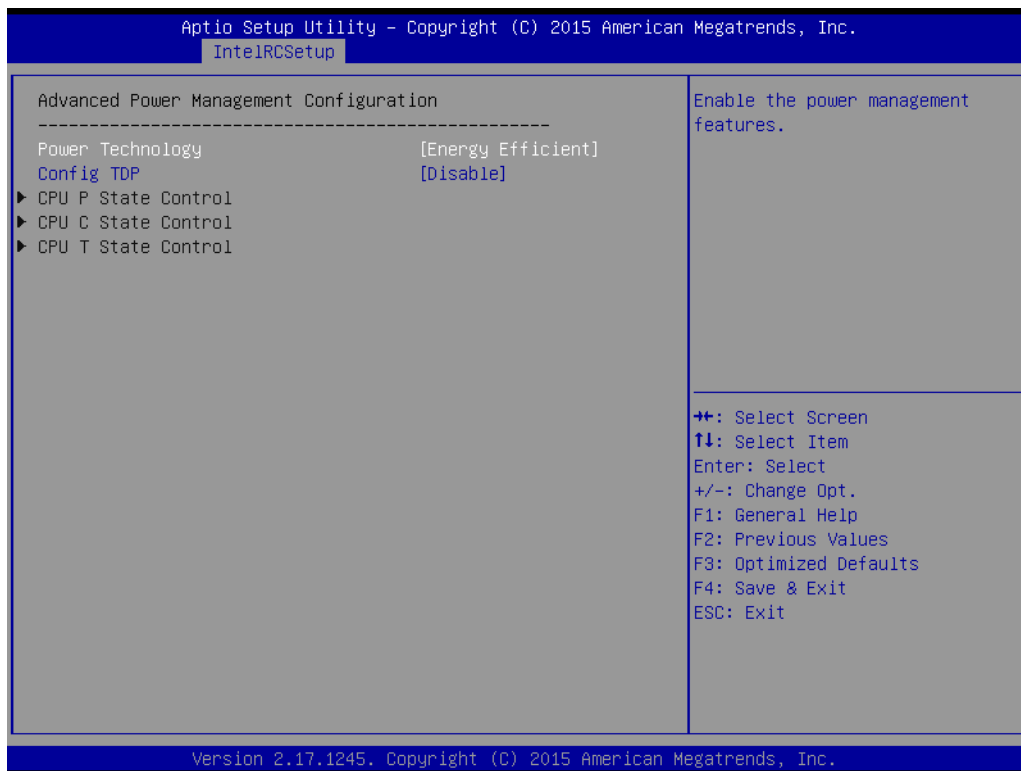 Aptio Setup Utility – Copyright (C) 2015 American Megatrends, Inc.
IntelRCSetup
Advanced Power Management Configuration
--------------------------------------------------
Power Technology [Energy Efficient]
Config TDP [Disable]
▶ CPU P State Control
▶ CPU C State Control
▶ CPU T State Control
Enable the power management
features.
→←: Select Screen
↑↓: Select Item
Enter: Select
+/-: Change Opt.
F1: General Help
F2: Previous Values
F3: Optimized Defaults
F4: Save & Exit
ESC: Exit
Version 2.17.1245. Copyright (C) 2015 American Megatrends, Inc.